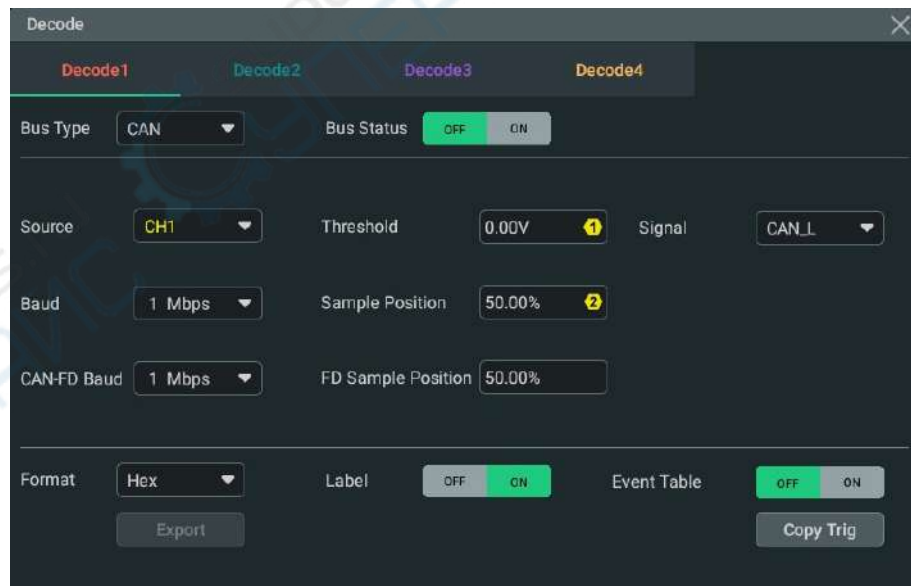 Decode
Decode1 Decode2 Decode3 Decode4
Bus Type CAN Bus Status OFF ON
Source CH1 Threshold 0.00V 1 Signal CAN_L
Baud 1 Mbps Sample Position 50.00% 2
CAN-FD Baud 1 Mbps FD Sample Position 50.00%
Format Hex Label OFF ON Event Table OFF ON
Export Copy Trig